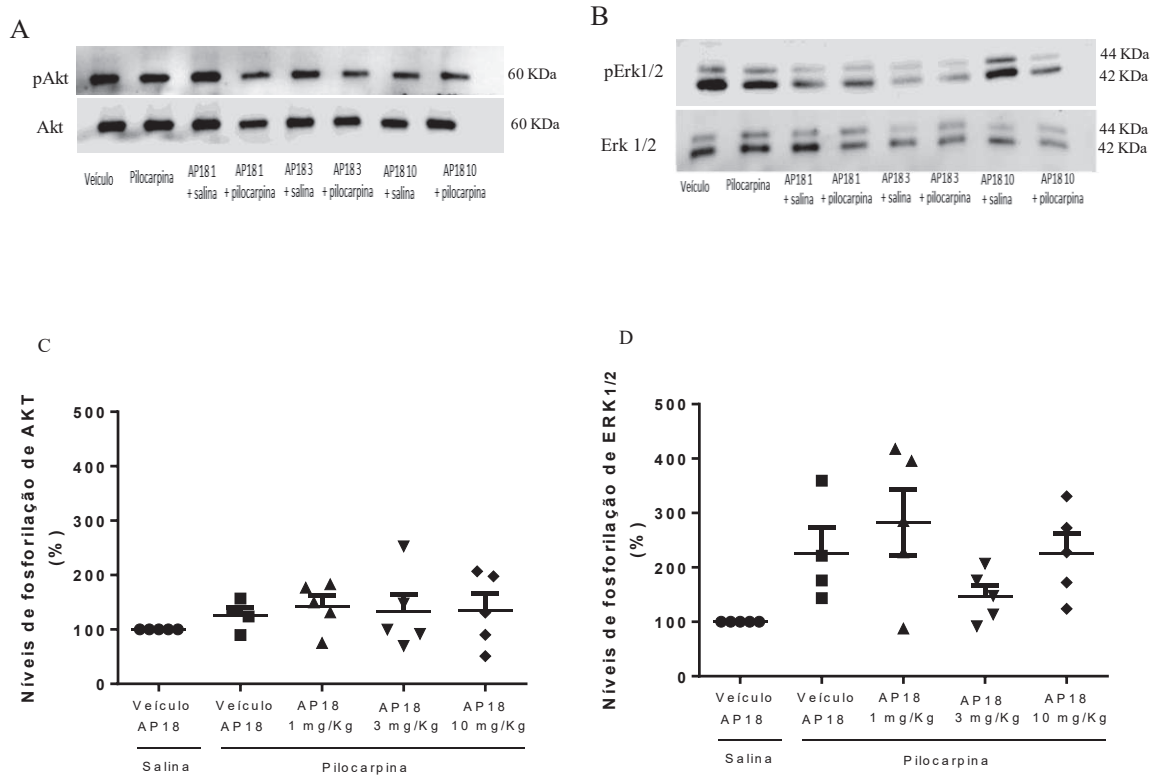 A
pAkt
60 KDa
Akt
60 KDa
Veículo Pilocarpina AP18 1 AP18 1 AP18 3 AP18 3 AP18 10 AP18 10
+ salina + pilocarpina + salina + pilocarpina + salina + pilocarpina
B
44 KDa
pErk1/2
42 KDa
44 KDa
Erk 1/2
42 KDa
Veículo Pilocarpina AP18 1 AP18 1 AP18 3 AP18 3 AP18 10 AP18 10
+ salina + pilocarpina + salina + pilocarpina + salina + pilocarpina
C
Níveis de fosforilação de AKT
(%)
500
400
300
200
100
0
Veículo AP18 AP18 AP18 AP18
AP18 AP18 1 mg/Kg 3 mg/Kg 10 mg/Kg
Veículo
Salina Pilocarpina
D
Níveis de fosforilação de ERK1/2
(%)
500
400
300
200
100
0
Veículo Veículo AP18 AP18 AP18
AP18 AP18 1 mg/Kg 3 mg/Kg 10 mg/Kg
Salina Pilocarpina